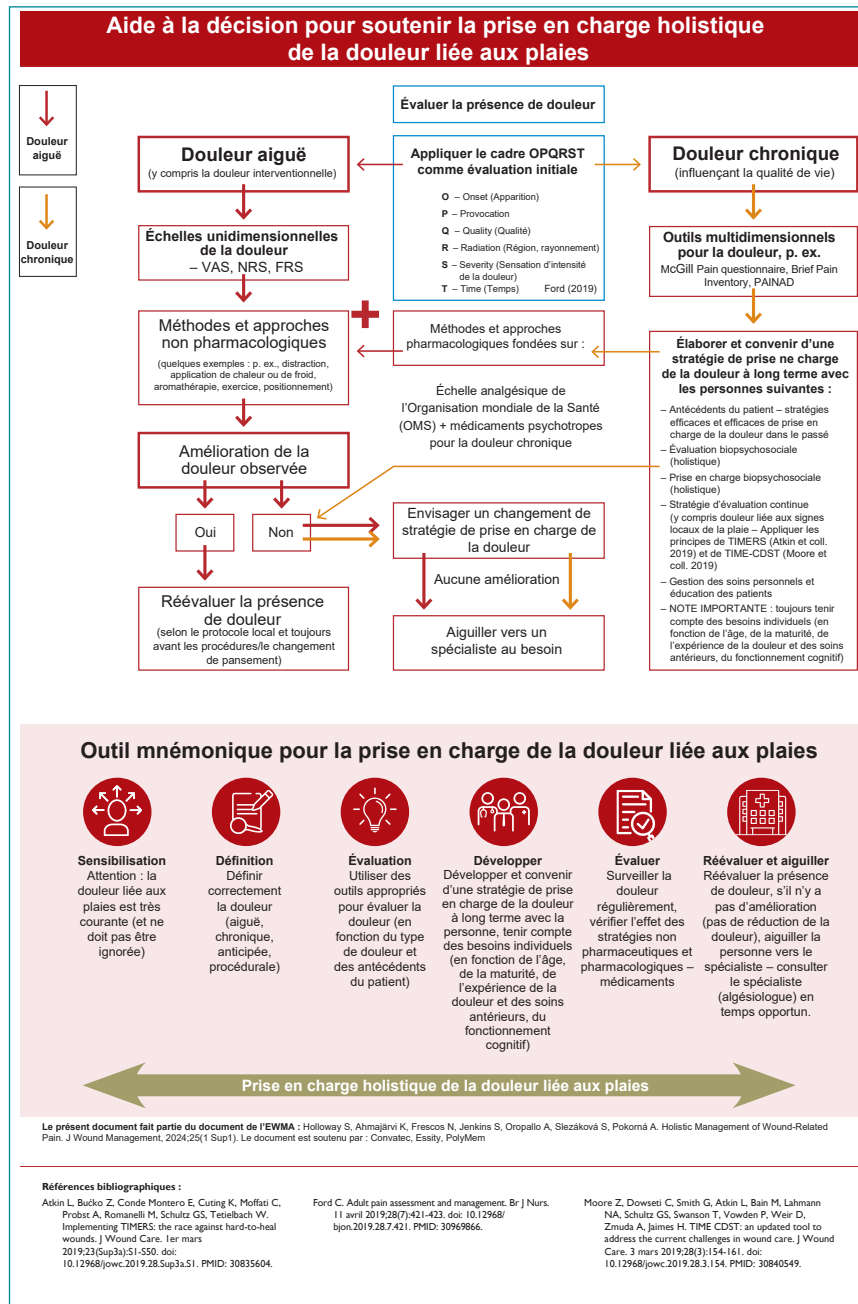 Aide à la décision pour soutenir la prise en charge holistique
de la douleur liée aux plaies
Douleur
aiguë
Douleur
chronique
Évaluer la présence de douleur
Douleur aiguë
(y compris la douleur interventionnelle)
Appliquer le cadre OPQRST
comme évaluation initiale
O – Onset (Apparition)
P – Provocation
Q – Quality (Qualité)
R – Radiation (Région, rayonnement)
S – Severity (Sensation d'intensité
de la douleur)
T – Time (Temps) Ford (2019)
Douleur chronique
(influençant la qualité de vie)
Échelles unidimensionnelles
de la douleur
– VAS, NRS, FRS
Outils multidimensionnels
pour la douleur, p. ex.
McGill Pain questionnaire, Brief Pain
Inventory, PAINAD
Méthodes et approches
non pharmacologiques
(quelques exemples : p. ex., distraction,
application de chaleur ou de froid,
aromathérapie, exercice, positionnement)
Méthodes et approches
pharmacologiques fondées sur :
Échelle analgésique de
l'Organisation mondiale de la Santé
(OMS) + médicaments psychotropes
pour la douleur chronique
Élaborer et convenir d'une
stratégie de prise ne charge
de la douleur à long terme avec
les personnes suivantes :
– Antécédents du patient – stratégies
efficaces et efficaces de prise en
charge de la douleur dans le passé
– Évaluation biopsychosociale
(holistique)
– Prise en charge biopsychosociale
(holistique)
– Stratégie d'évaluation continue
(y compris douleur liée aux signes
locaux de la plaie – Appliquer les
principes de TIMERS (Atkin et coll.
2019) et de TIME-CDST (Moore et
coll. 2019)
– Gestion des soins personnels et
éducation des patients
– NOTE IMPORTANTE : toujours tenir
compte des besoins individuels (en
fonction de l'âge, de la maturité, de
l'expérience de la douleur et des soins
antérieurs, du fonctionnement cognitif)
Amélioration de la
douleur observée
Oui
Non
Envisager un changement de
stratégie de prise en charge de
la douleur
Aucune amélioration
Réévaluer la présence
de douleur
(selon le protocole local et toujours
avant les procédures/le changement
de pansement)
Aiguiller vers un
spécialiste au besoin
Outil mnémonique pour la prise en charge de la douleur liée aux plaies
Sensibilisation
Attention : la
douleur liée aux
plaies est très
courante (et ne
doit pas être
ignorée)
Définition
Définir
correctement
la douleur
(aiguë,
chronique,
anticipée,
procédurale)
Évaluation
Utiliser des
outils appropriés
pour évaluer la
douleur (en
fonction du type
de douleur et
des antécédents
du patient)
Développer
Développer et convenir
d'une stratégie de prise
en charge de la douleur
à long terme avec la
personne, tenir compte
des besoins individuels
(en fonction de l'âge,
de la maturité, de
l'expérience de la
douleur et des soins
antérieurs, du
fonctionnement
cognitif)
Évaluer
Surveiller la
douleur
régulièrement,
vérifier l'effet des
stratégies non
pharmaceutiques et
pharmacologiques –
médicaments
Réévaluer et aiguiller
Réévaluer la présence
de douleur, s'il n'y a
pas d'amélioration
(pas de réduction de la
douleur), aiguiller la
personne vers le
spécialiste – consulter
le spécialiste
(algésiologue) en
temps opportun.
Prise en charge holistique de la douleur liée aux plaies
Le présent document fait partie du document de l'EWMA : Holloway S, Ahmajärvi K, Frescos N, Jenkins S, Oropallo A, Slezáková S, Pokorná A. Holistic Management of Wound-Related
Pain. J Wound Management, 2024;25(1 Sup1). Le document est soutenu par : Convatec, Essity, PolyMem
Références bibliographiques :
Atkin L, Bućko Z, Conde Montero E, Cuting K, Moffati C,
Probst A, Romanelli M, Schultz GS, Tetielbach W.
Implementing TIMERS: the race against hard-to-heal
wounds. J Wound Care. 1er mars
2019;23(Sup3a):S1-S50. doi:
10.12968/jowc.2019.28.Sup3a.S1. PMID: 30835604.
Ford C. Adult pain assessment and management. Br J Nurs.
11 avril 2019;28(7):421-423. doi: 10.12968/
bjon.2019.28.7.421. PMID: 30969866.
Moore Z, Dowseti C, Smith G, Atkin L, Bain M, Lahmann
NA, Schultz GS, Swanson T, Vowden P, Weir D,
Zmuda A, Jaimes H. TIME CDST: an updated tool to
address the current challenges in wound care. J Wound
Care. 3 mars 2019;28(3):154-161. doi:
10.12968/jowc.2019.28.3.154. PMID: 30840549.